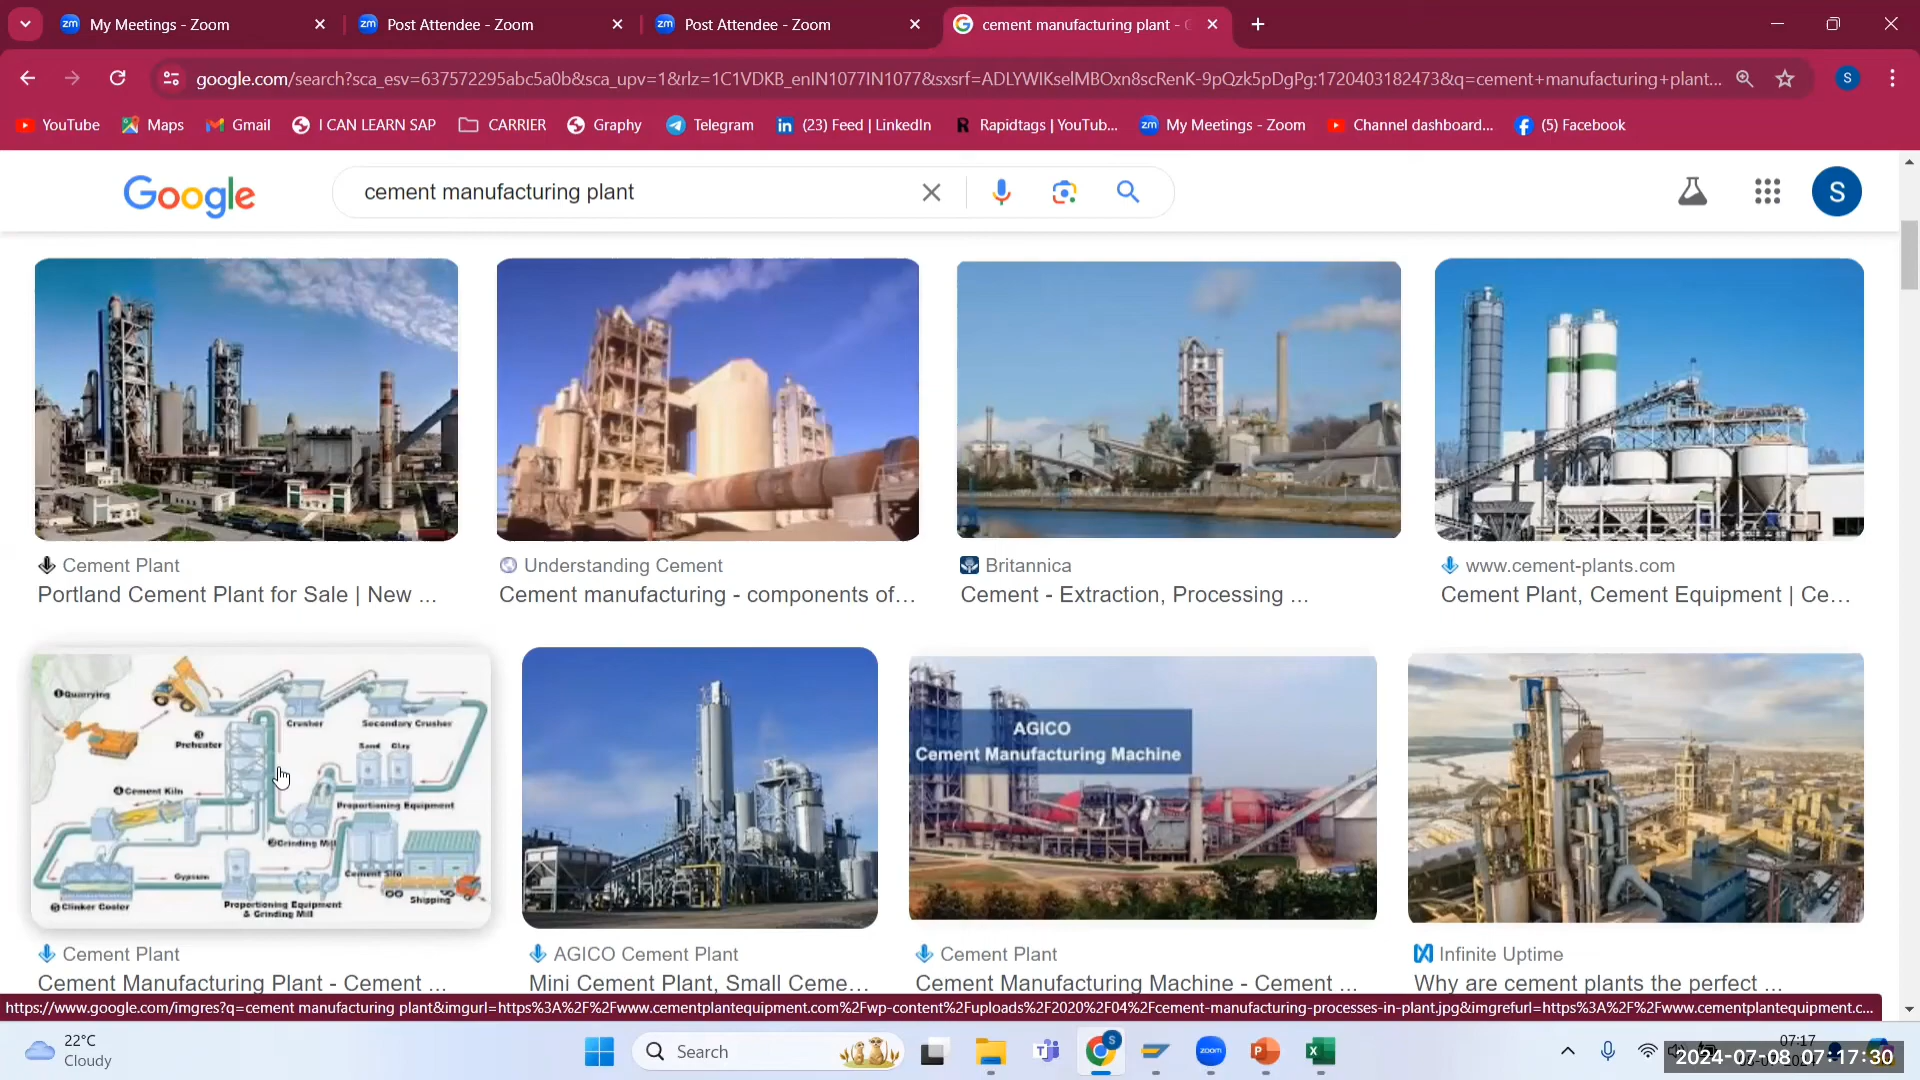 My Meetings - Zoom
Post Attendee - Zoom
Post Attendee - Zoom
cement manufacturing plant -
google.com/search?sca_esv=637572295abc5a0b&sca_upv=1&rlz=1C1VDKB_enIN1077IN1077&sxsrf=ADLYWIKselMBOxn8scRenK-9pQzk5pDgPg:1720403182473&q=cement+manufacturing+plant...
S
YouTube
Maps
Gmail
I CAN LEARN SAP
CARRIER
Graphy
Telegram
(23) Feed | LinkedIn
Rapidtags | YouTub...
My Meetings - Zoom
Channel dashboard...
(5) Facebook
Google
cement manufacturing plant
S
Cement Plant
Portland Cement Plant for Sale | New ...
Understanding Cement
Cement manufacturing - components of...
Britannica
Cement - Extraction, Processing ...
www.cement-plants.com
Cement Plant, Cement Equipment | Ce...
Quarrying
Crusher
Secondary Crusher
Preheater
Sand Clay
Cement Kiln
Proportioning Equipment
Grinding Mill
Gypsum
Cement Silo
Shipping
Clinker Cooler
Proportioning Equipment
& Grinding Mill
AGICO
Cement Manufacturing Machine
Cement Plant
Cement Manufacturing Plant - Cement ...
AGICO Cement Plant
Mini Cement Plant, Small Ceme...
Cement Plant
Cement Manufacturing Machine - Cement ...
Infinite Uptime
Why are cement plants the perfect ...
https://www.google.com/imgres?q=cement manufacturing plant&imgurl=https%3A%2F%2Fwww.cementplantequipment.com%2Fwp-content%2Fuploads%2F2020%2F04%2Fcement-manufacturing-processes-in-plant.jpg&imgrefurl=https%3A%2F%2Fwww.cementplantequipment.c...
22°C
Cloudy
Search
zoom
07:17
2024-07-08 07:17:30